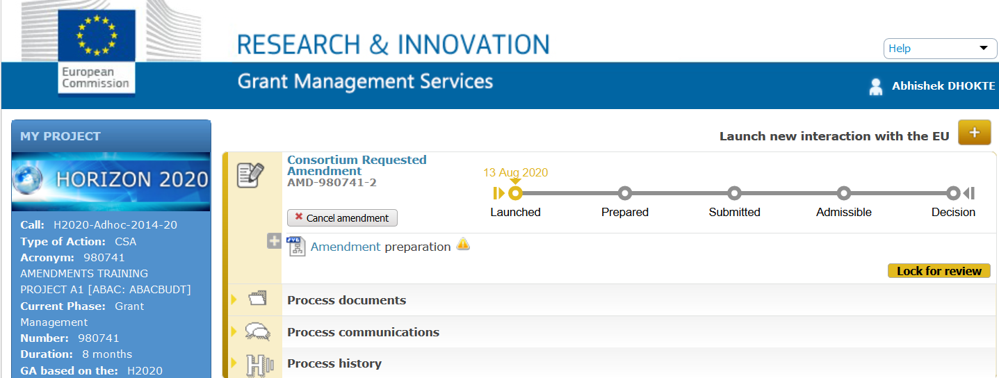 European
Commission
RESEARCH & INNOVATION
Grant Management Services
Help
Abhishek DHOKTE
MY PROJECT
HORIZON 2020
Call: H2020-Adhoc-2014-20
Type of Action: CSA
Acronym: 980741
AMENDMENTS TRAINING
PROJECT A1 [ABAC: ABACBUDT]
Current Phase: Grant
Management
Number: 980741
Duration: 8 months
GA based on the: H2020
Launch new interaction with the EU +
Consortium Requested
Amendment
AMD-980741-2
Cancel amendment
13 Aug 2020
Launched Prepared Submitted Admissible Decision
Amendment preparation
Lock for review
Process documents
Process communications
Process history